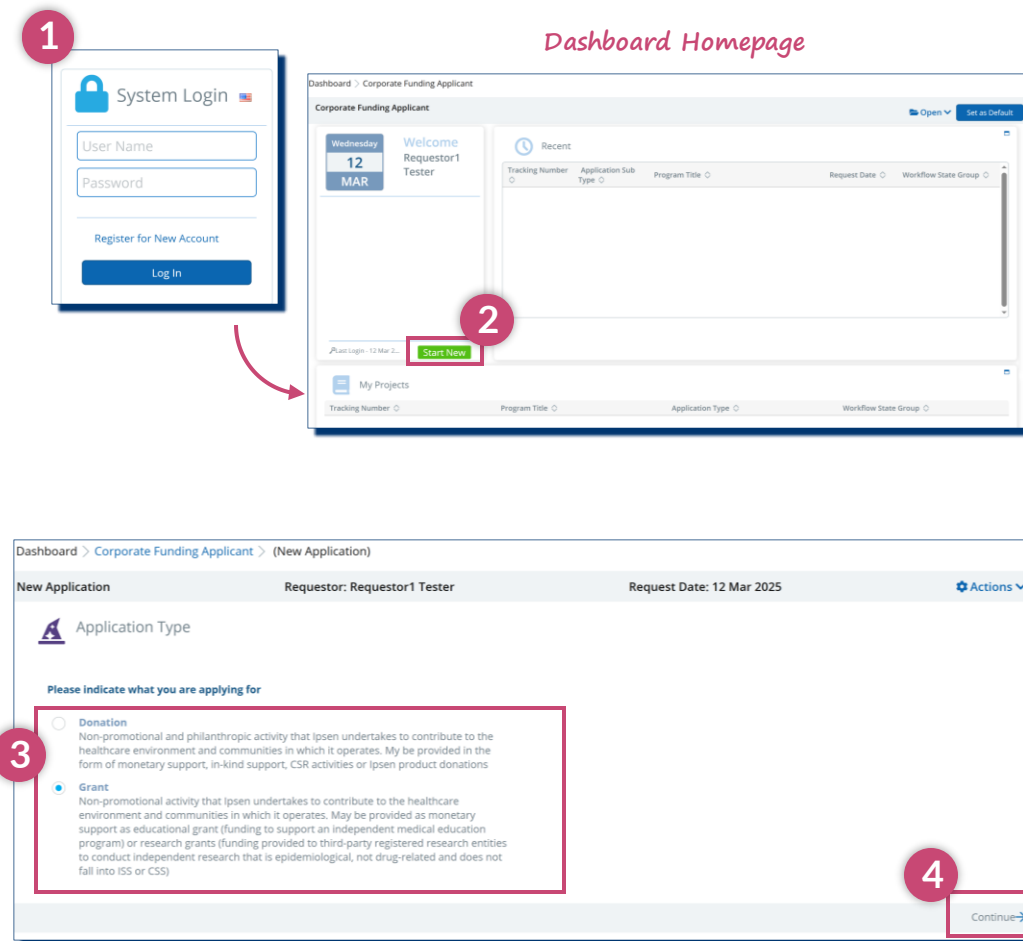 1
System Login
User Name
Password
Register for New Account
Log In
Dashboard Homepage
Dashboard > Corporate Funding Applicant
Corporate Funding Applicant
Open
Set as Default
Wednesday
12
MAR
Welcome
Requestor1
Tester
Recent
Tracking Number
Application Sub
Type
Program Title
Request Date
Workflow State Group
2
Last Login - 12 Mar 2...
Start New
My Projects
Tracking Number
Program Title
Application Type
Workflow State Group
Dashboard > Corporate Funding Applicant > (New Application)
New Application
Requestor: Requestor1 Tester
Request Date: 12 Mar 2025
Actions
Application Type
Please indicate what you are applying for
3
Donation
Non-promotional and philanthropic activity that Ipsen undertakes to contribute to the
healthcare environment and communities in which it operates. My be provided in the
form of monetary support, in-kind support, CSR activities or Ipsen product donations
Grant
Non-promotional activity that Ipsen undertakes to contribute to the healthcare
environment and communities in which it operates. May be provided as monetary
support as educational grant (funding to support an independent medical education
program) or research grants (funding provided to third-party registered research entities
to conduct independent research that is epidemiological, not drug-related and does not
fall into ISS or CSS)
4
Continue